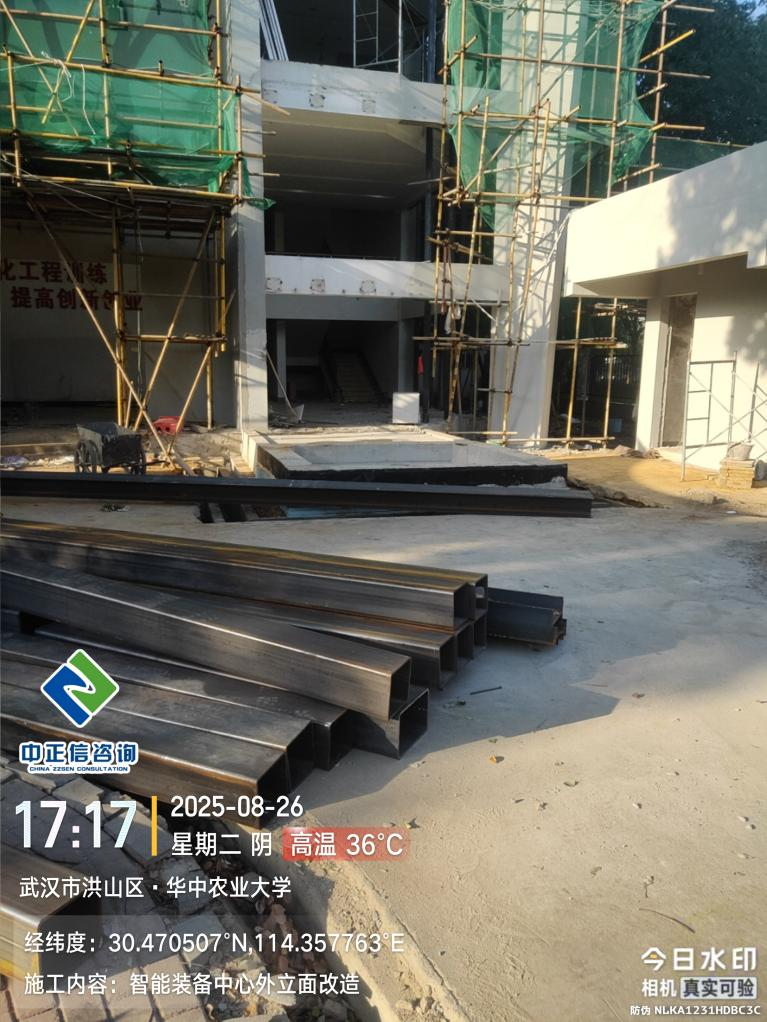 化工程训练
提高创新创业
中正信咨询
CHINA ZZSEN CONSULTATION
17:17
2025-08-26
星期二 阴 高温 36°C
武汉市洪山区·华中农业大学
经纬度：30.470507°N,114.357763°E
施工内容：智能装备中心外立面改造
今日水印
相机 真实可验
防伪 NLKA1231HDBC3C